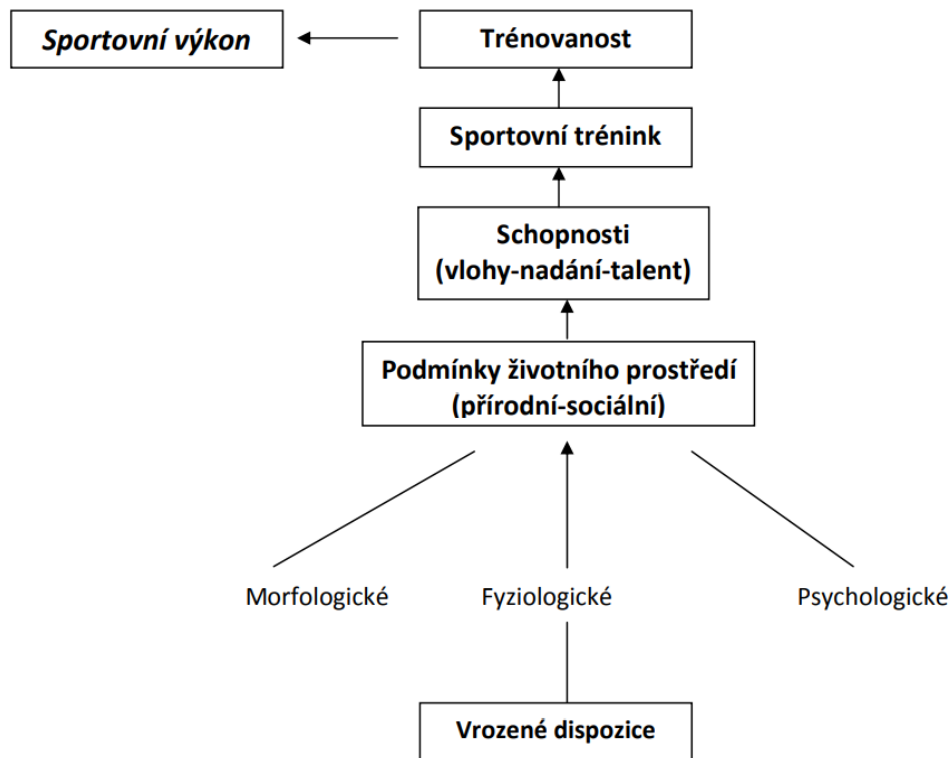 Sportovní výkon
Trénovanost
Sportovní trénink
Schopnosti
(vlohy-nadání-talent)
Podmínky životního prostředí
(přírodní-sociální)
Morfologické
Fyziologické
Psychologické
Vrozené dispozice